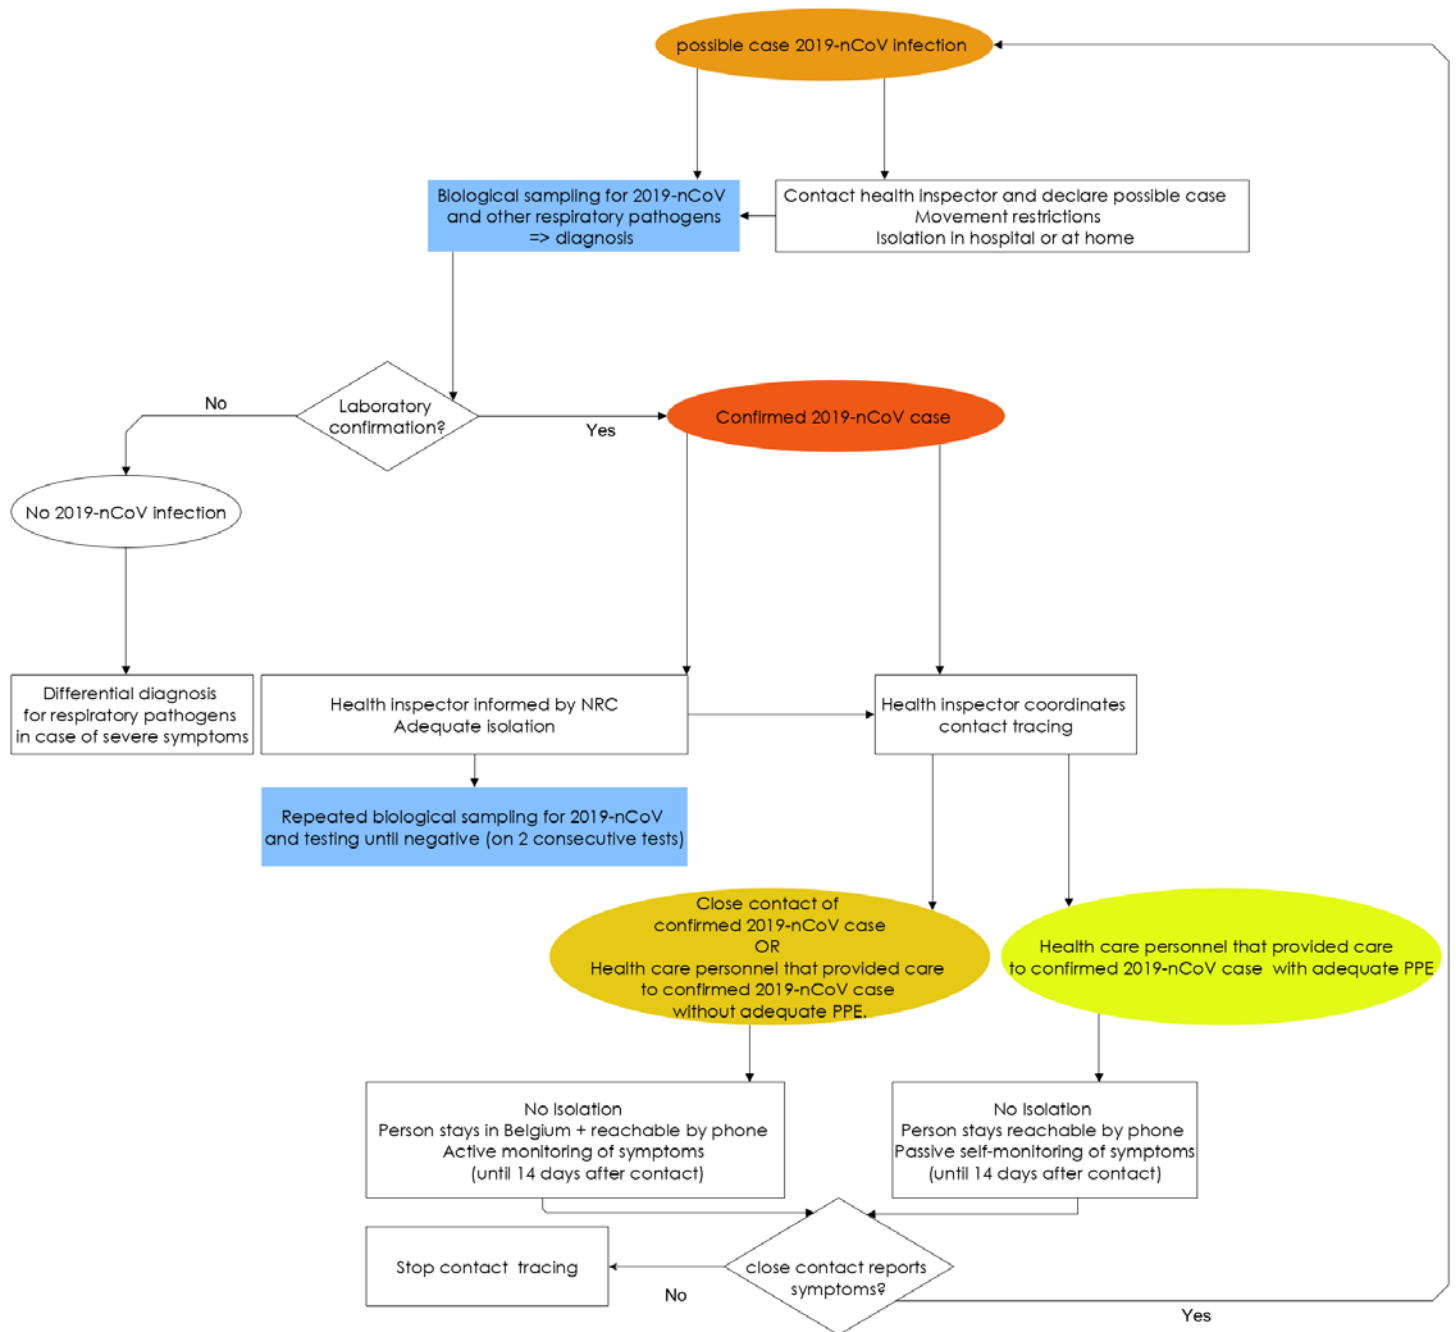 possible case 2019-nCoV infection
Biological sampling for 2019-nCoV
and other respiratory pathogens
=> diagnosis
Contact health inspector and declare possible case
Movement restrictions
Isolation in hospital or at home
No
Laboratory
confirmation?
Yes
Confirmed 2019-nCoV case
No 2019-nCoV infection
Differential diagnosis
for respiratory pathogens
in case of severe symptoms
Health inspector informed by NRC
Adequate isolation
Health inspector coordinates
contact tracing
Repeated biological sampling for 2019-nCoV
and testing until negative (on 2 consecutive tests)
Close contact of
confirmed 2019-nCoV case
OR
Health care personnel that provided care
to confirmed 2019-nCoV case
without adequate PPE.
Health care personnel that provided care
to confirmed 2019-nCoV case with adequate PPE
No Isolation
Person stays in Belgium + reachable by phone
Active monitoring of symptoms
(until 14 days after contact)
No Isolation
Person stays reachable by phone
Passive self-monitoring of symptoms
(until 14 days after contact)
Stop contact tracing
No
close contact reports
symptoms?
Yes